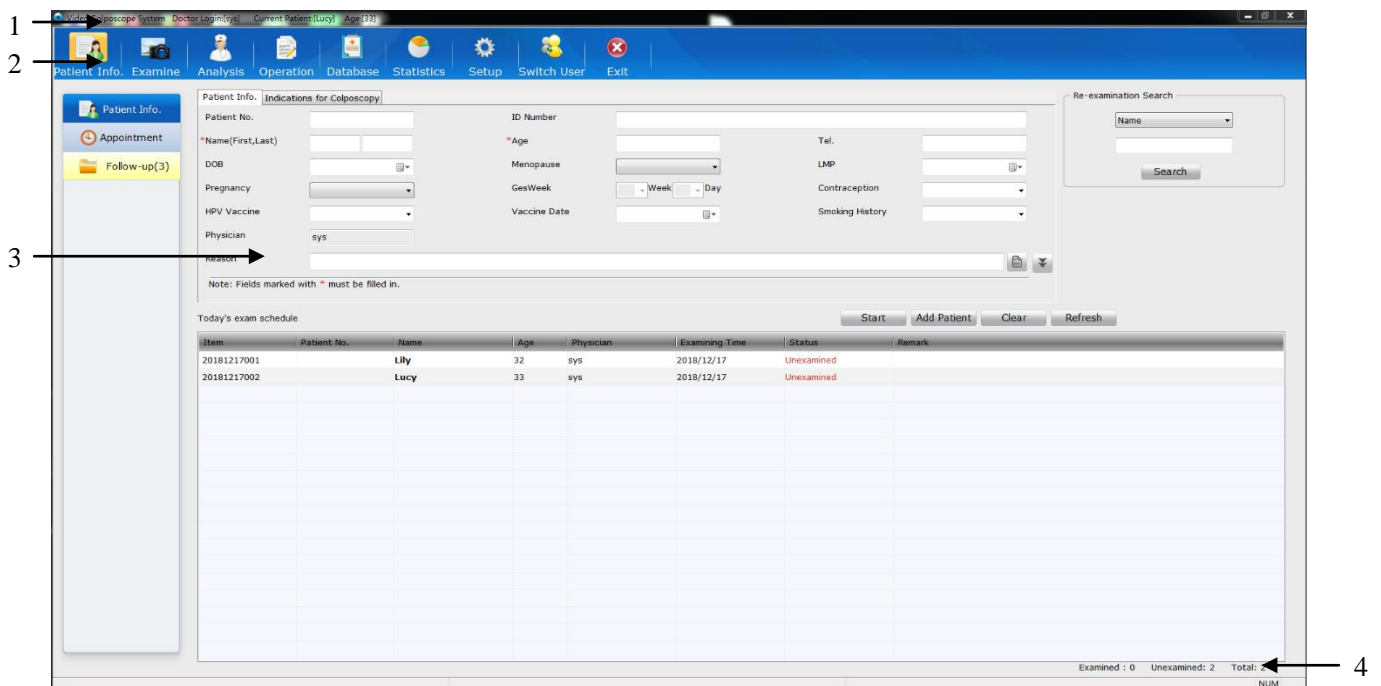 1
Video Colposcope System Doctor Login:[sys] Current Patient:[Lucy] Age:[33]
2
Patient Info. Examine Analysis Operation Database Statistics Setup Switch User Exit
Patient Info.
Appointment
Follow-up(3)
Patient Info. Indications for Colposcopy
Patient No. ID Number
*Name(First,Last) *Age Tel.
DOB Menopause LMP
Pregnancy GesWeek Week Day Contraception
HPV Vaccine Vaccine Date Smoking History
Physician sys
3
Reason
Note: Fields marked with * must be filled in.
Re-examination Search
Name
Search
Today's exam schedule Start Add Patient Clear Refresh
Item Patient No. Name Age Physician Examining Time Status Remark
20181217001 Lily 32 sys 2018/12/17 Unexamined
20181217002 Lucy 33 sys 2018/12/17 Unexamined
Examined : 0 Unexamined: 2 Total: 2
4
NUM